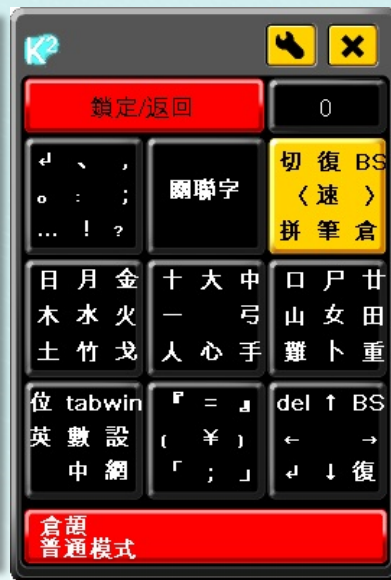 K²
鎖定/返回 0
↵ 、 ,
。 : ;
... ! ?
關聯字
切 復 BS
〈 速 〉
拼 筆 倉
日 月 金
木 水 火
土 竹 戈
十 大 中
一 弓
人 心 手
口 尸 廿
山 女 田
難 卜 重
位 tab win
英 數 設
中 網
『 = 』
( ¥ )
「 ; 」
del ↑ BS
← →
↵ ↓ 復
倉頡
普通模式